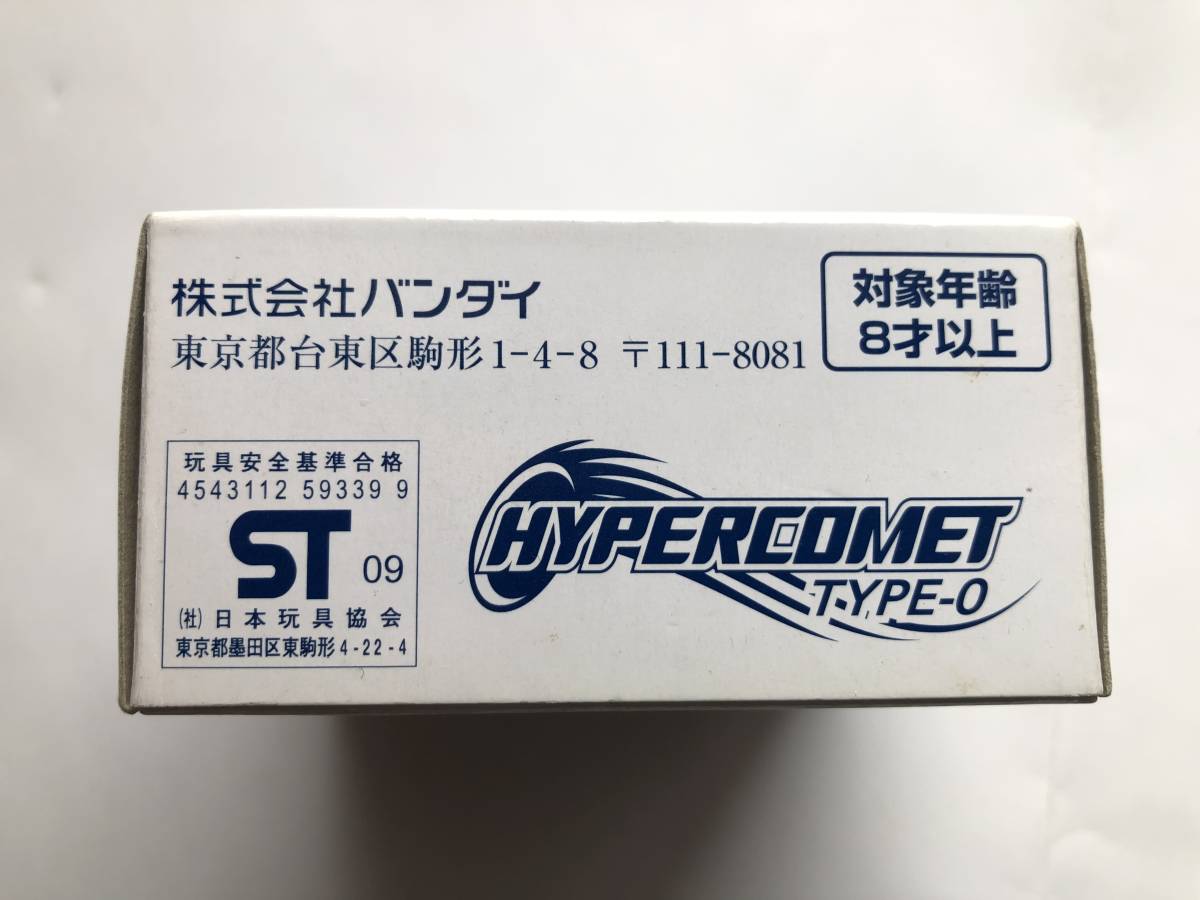 株式会社バンダイ
東京都台東区駒形1-4-8 〒111-8081
対象年齢
8才以上
玩具安全基準合格
4543112 59339 9
ST 09
(社)日本玩具協会
東京都墨田区東駒形4-22-4
HYPERCOMET
TYPE-0